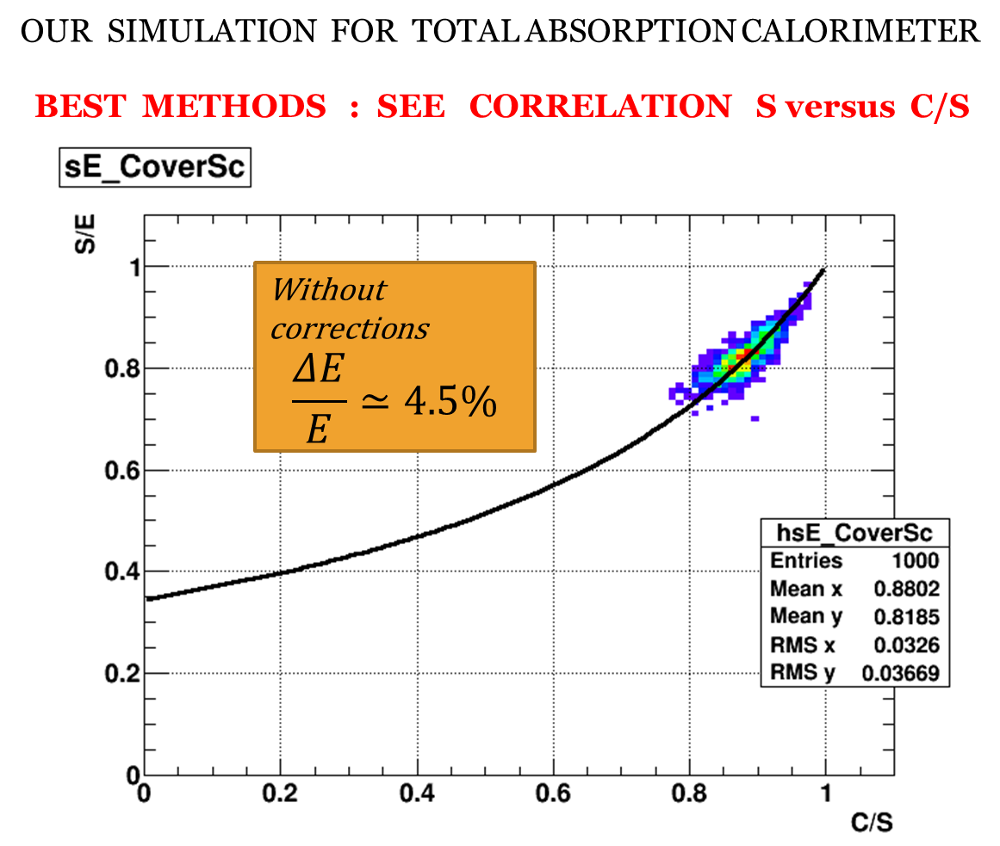 OUR SIMULATION FOR TOTAL ABSORPTION CALORIMETER
BEST METHODS : SEE CORRELATION S versus C/S
sE_CoverSc
S/E
Without
corrections
ΔE
E
≃ 4.5%
1
0.8
0.6
0.4
0.2
0
hsE_CoverSc
Entries 1000
Mean x 0.8802
Mean y 0.8185
RMS x 0.0326
RMS y 0.03669
0 0.2 0.4 0.6 0.8 1
C/S